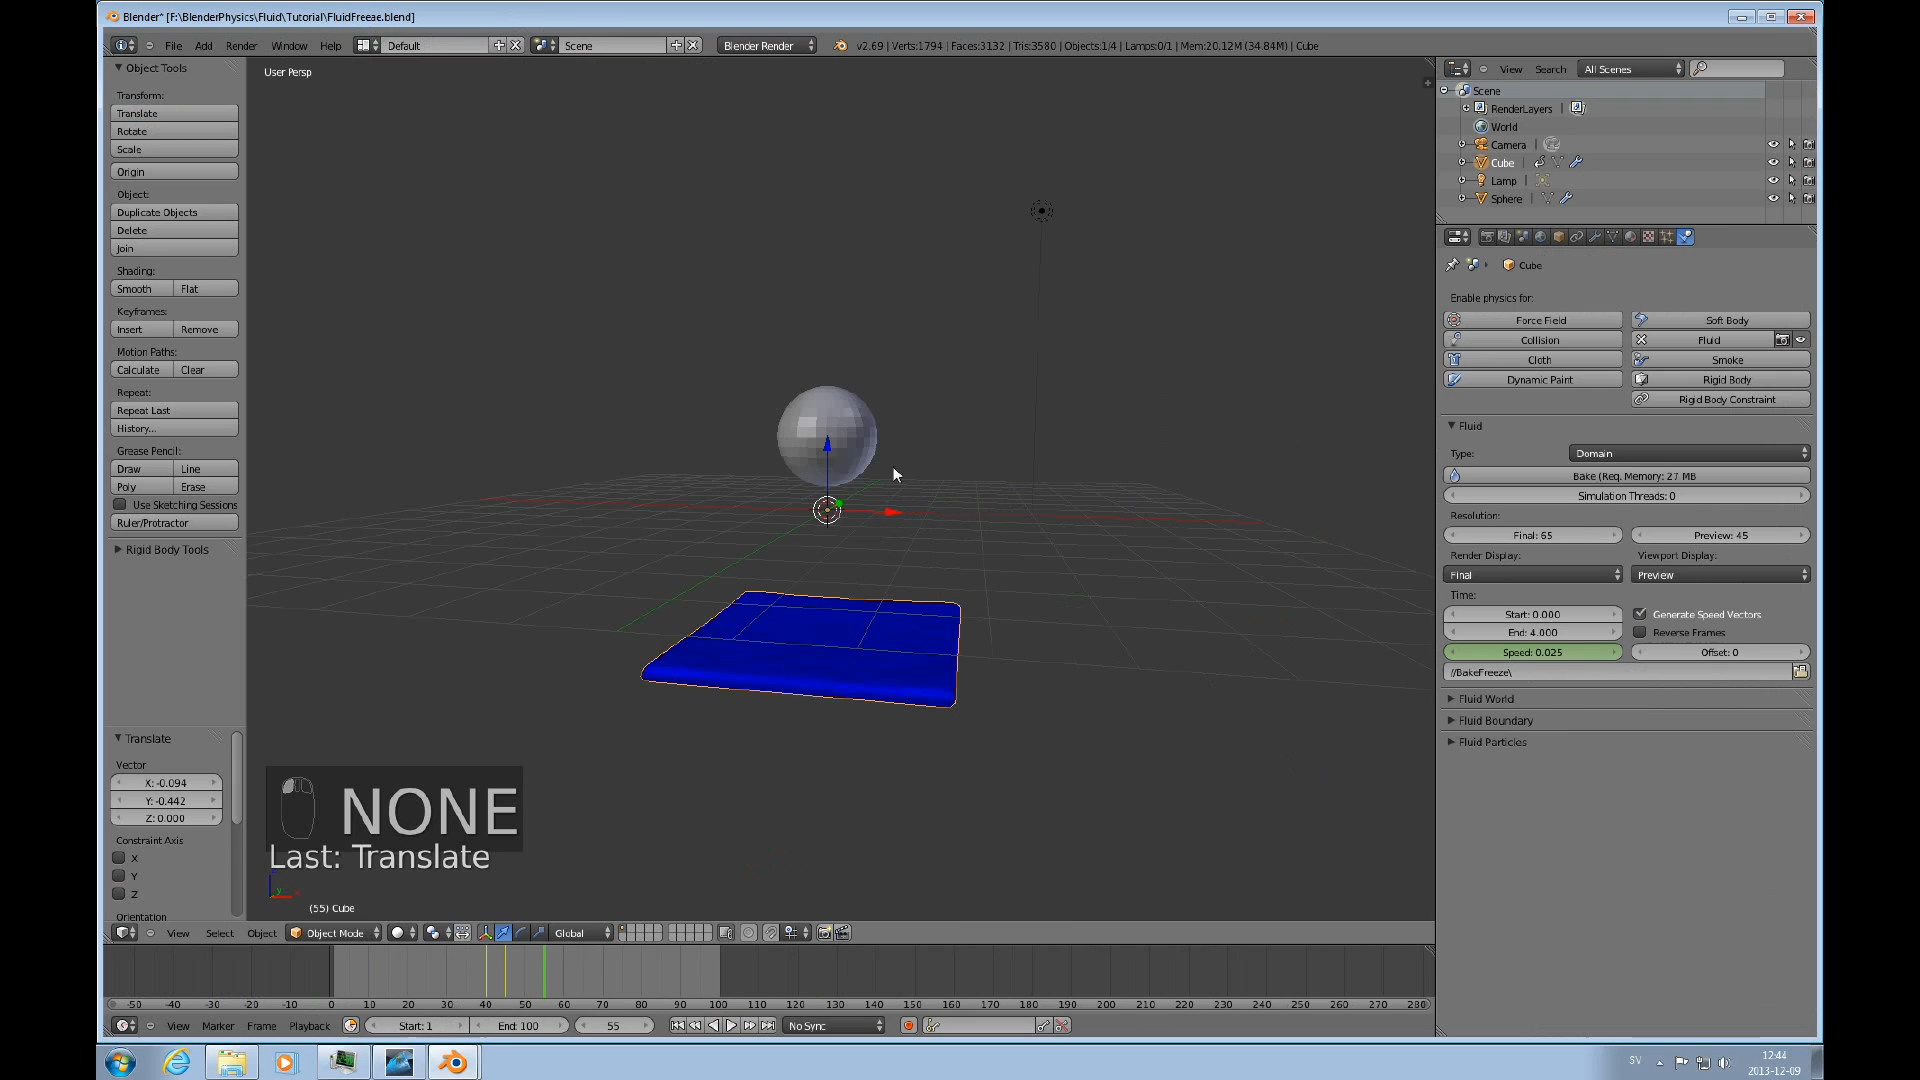 Blender* [F:\BlenderPhysics\Fluid\Tutorial\FluidFreeae.blend]
File Add Render Window Help Default Scene Blender Render v2.69 | Verts:1794 | Faces:3132 | Tris:3580 | Objects:1/4 | Lamps:0/1 | Mem:20.12M (34.84M) | Cube
Object Tools
Transform:
Translate
Rotate
Scale
Origin
Object:
Duplicate Objects
Delete
Join
Shading:
Smooth Flat
Keyframes:
Insert Remove
Motion Paths:
Calculate Clear
Repeat:
Repeat Last
History...
Grease Pencil:
Draw Line
Poly Erase
Use Sketching Sessions
Ruler/Protractor
Rigid Body Tools
Translate
Vector
X: -0.094
Y: -0.442
Z: 0.000
Constraint Axis
X
Y
Z
Orientation
User Persp
NONE
Last: Translate
(55) Cube
View Select Object Object Mode Global
-50 -40 -30 -20 -10 0 10 20 30 40 50 60 70 80 90 100 110 120 130 140 150 160 170 180 190 200 210 220 230 240 250 260 270 280
View Marker Frame Playback Start: 1 End: 100 55 No Sync
View Search All Scenes
Scene
RenderLayers
World
Camera
Cube
Lamp
Sphere
Cube
Enable physics for:
Force Field Soft Body
Collision Fluid
Cloth Smoke
Dynamic Paint Rigid Body
Rigid Body Constraint
Fluid
Type: Domain
Bake (Req. Memory: 27 MB
Simulation Threads: 0
Resolution:
Final: 65 Preview: 45
Render Display: Viewport Display:
Final Preview
Time:
Start: 0.000 Generate Speed Vectors
End: 4.000 Reverse Frames
Speed: 0.025 Offset: 0
//BakeFreeze\
Fluid World
Fluid Boundary
Fluid Particles
SV 12:44
2013-12-09